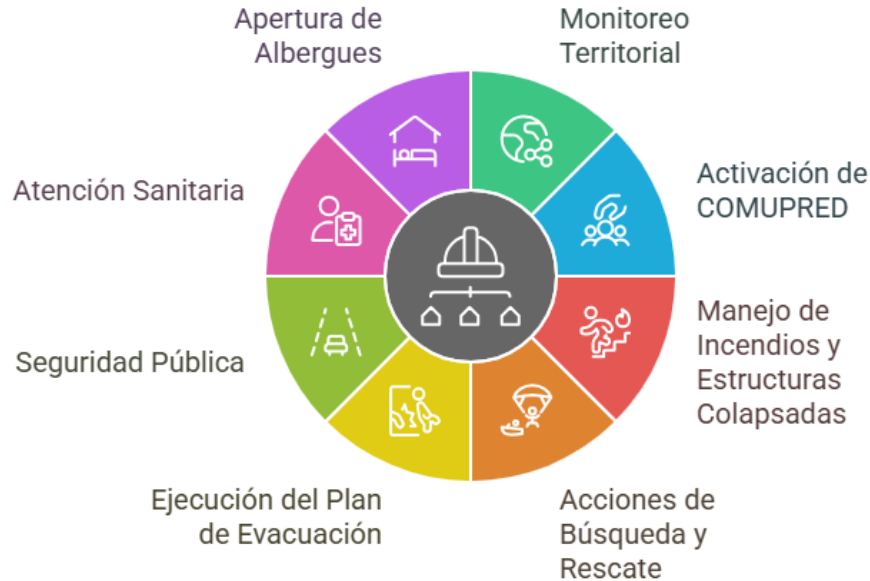 Apertura de
Albergues
Monitoreo
Territorial
Atención Sanitaria
Activación de
COMUPRED
Seguridad Pública
Manejo de
Incendios y
Estructuras
Colapsadas
Ejecución del Plan
de Evacuación
Acciones de
Búsqueda y
Rescate